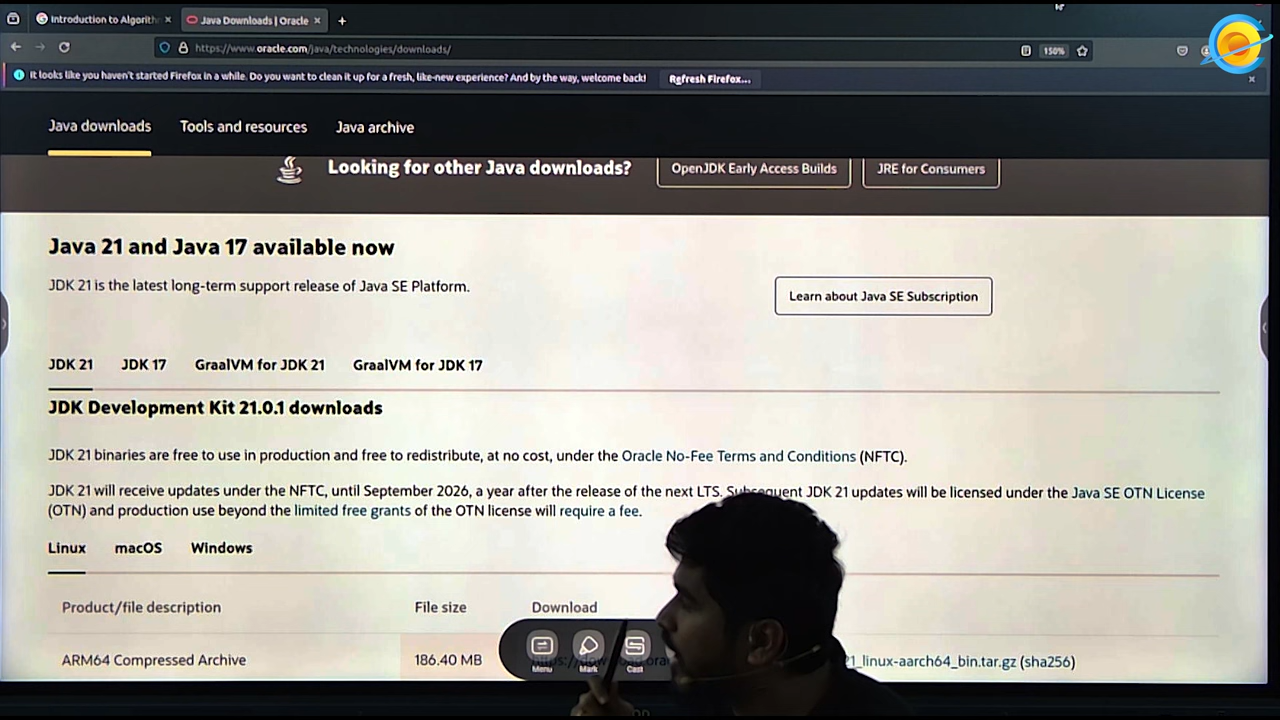 Introduction to Algorith
Java Downloads | Oracle
https://www.oracle.com/java/technologies/downloads/
150%
It looks like you haven't started Firefox in a while. Do you want to clean it up for a fresh, like-new experience? And by the way, welcome back!
Refresh Firefox...
Java downloads Tools and resources Java archive
Looking for other Java downloads? OpenJDK Early Access Builds JRE for Consumers
Java 21 and Java 17 available now
JDK 21 is the latest long-term support release of Java SE Platform.
Learn about Java SE Subscription
JDK 21 JDK 17 GraalVM for JDK 21 GraalVM for JDK 17
JDK Development Kit 21.0.1 downloads
JDK 21 binaries are free to use in production and free to redistribute, at no cost, under the Oracle No-Fee Terms and Conditions (NFTC).
JDK 21 will receive updates under the NFTC, until September 2026, a year after the release of the next LTS. Subsequent JDK 21 updates will be licensed under the Java SE OTN License
(OTN) and production use beyond the limited free grants of the OTN license will require a fee.
Linux macOS Windows
Product/file description File size Download
ARM64 Compressed Archive 186.40 MB 21_linux-aarch64_bin.tar.gz (sha256)
Menu Mark Cast